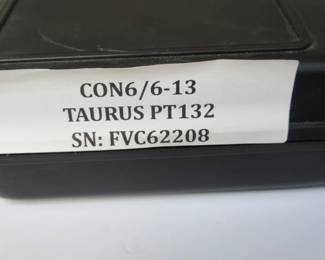 CON6/6-13
TAURUS PT132
SN: FVC62208